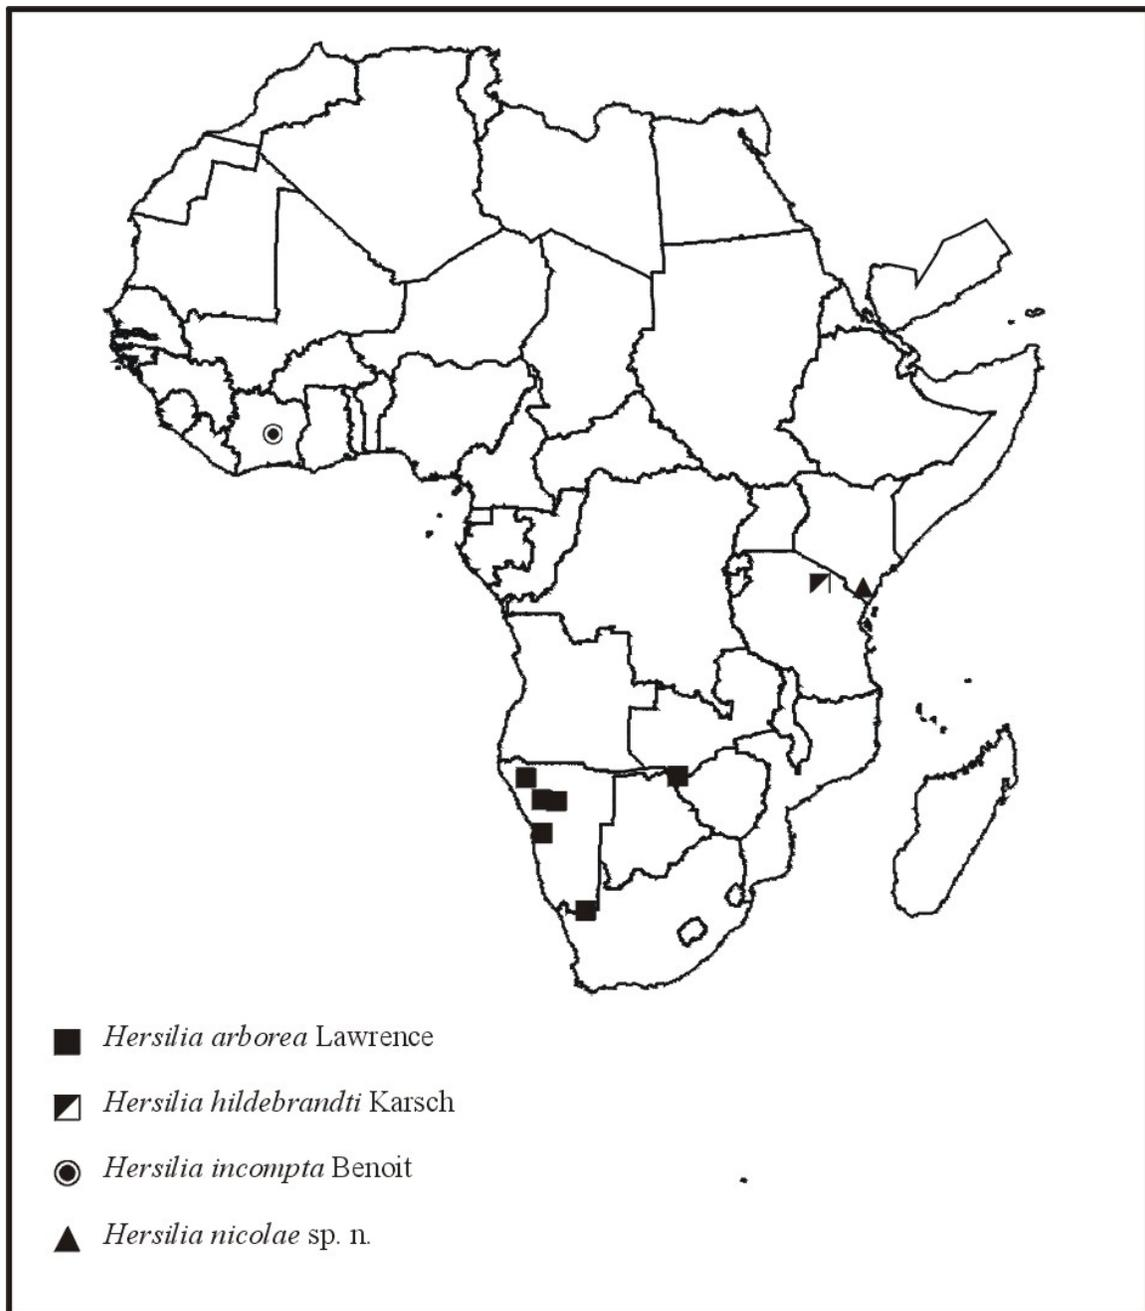 Hersilia arborea Lawrence
Hersilia hildebrandti Karsch
Hersilia incompta Benoit
Hersilia nicolae sp. n.